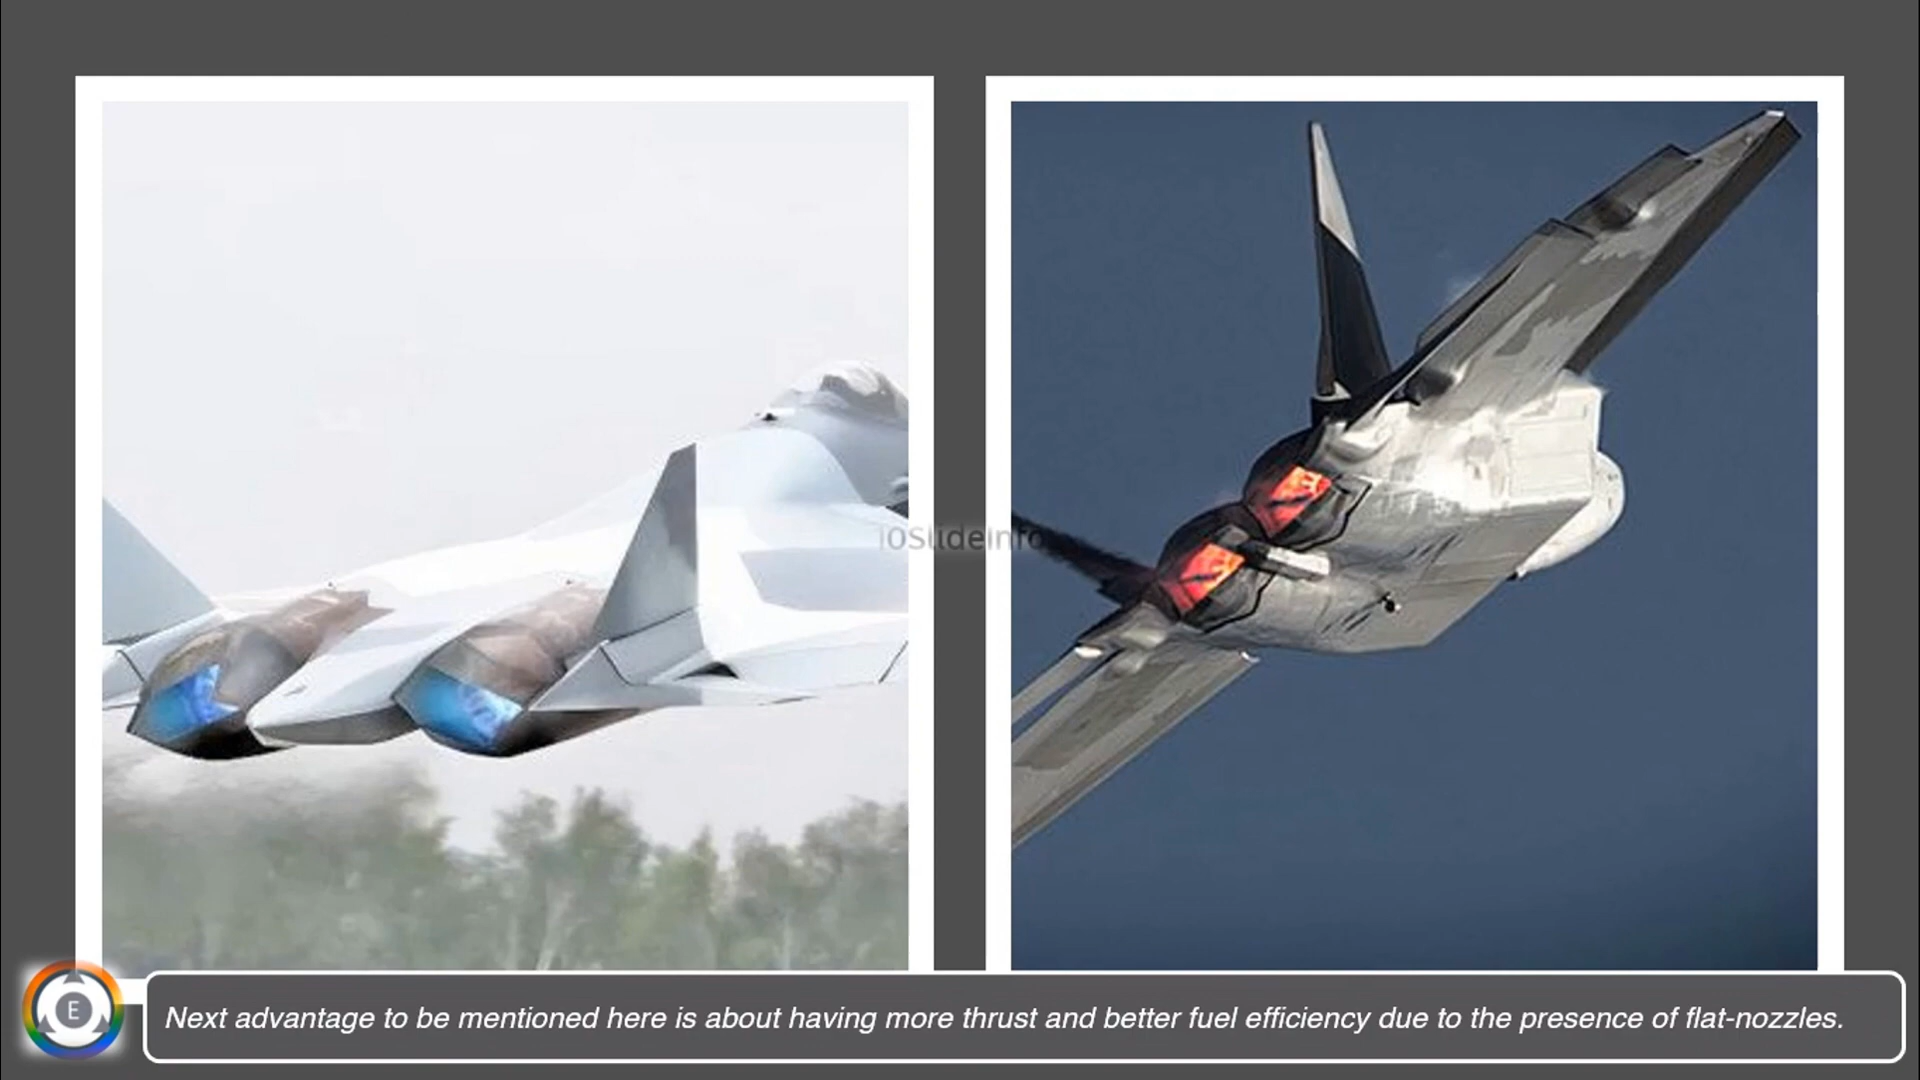 i0SlideInfo
E
Next advantage to be mentioned here is about having more thrust and better fuel efficiency due to the presence of flat-nozzles.